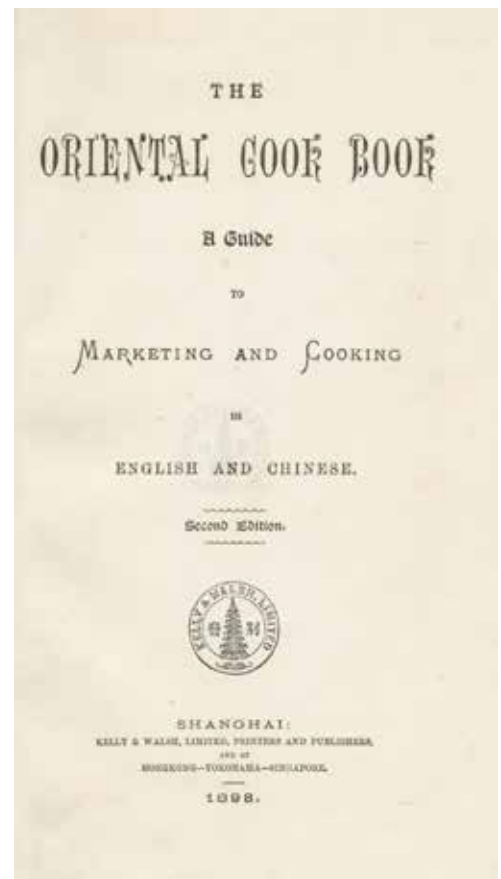 THE
ORIENTAL COOK BOOK
A Guide
TO
MARKETING AND COOKING
IN
ENGLISH AND CHINESE.
Second Edition.
KELLY & WALSH, LIMITED
SHANGHAI:
KELLY & WALSH, LIMITED, PRINTERS AND PUBLISHERS,
AND AT
HONGKONG—YOKOHAMA—SINGAPORE.
1898.